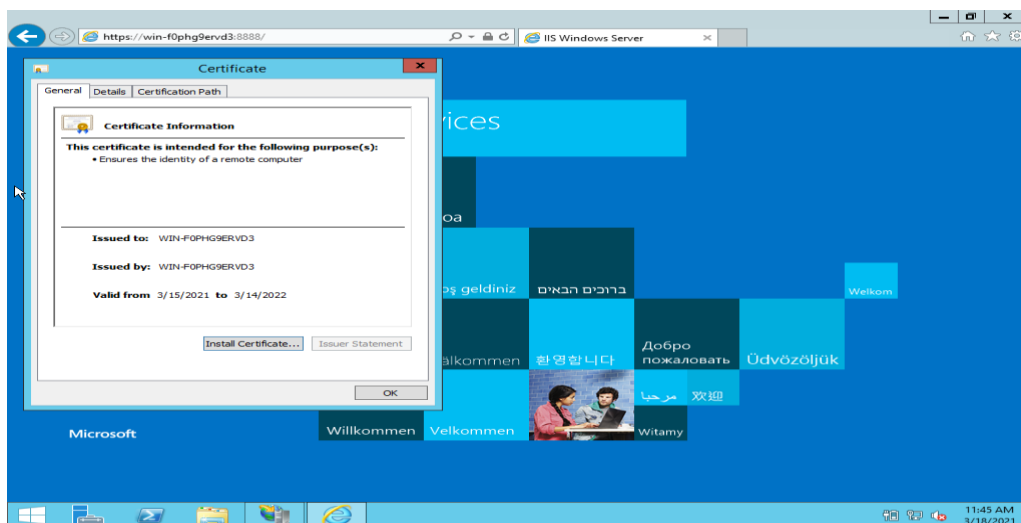 https://win-f0phg9ervd3:8888/
IIS Windows Server
Certificate
General Details Certification Path
Certificate Information
This certificate is intended for the following purpose(s):
• Ensures the identity of a remote computer
Issued to: WIN-F0PHG9ERVD3
Issued by: WIN-F0PHG9ERVD3
Valid from 3/15/2021 to 3/14/2022
Install Certificate... Issuer Statement
OK
vices
oa
oş geldiniz
ברוכים הבאים
Welkom
älkommen
환영합니다
Добро
пожаловать
Üdvözöljük
مرحبا
欢迎
Microsoft
Willkommen
Velkommen
Witamy
11:45 AM
3/18/2021